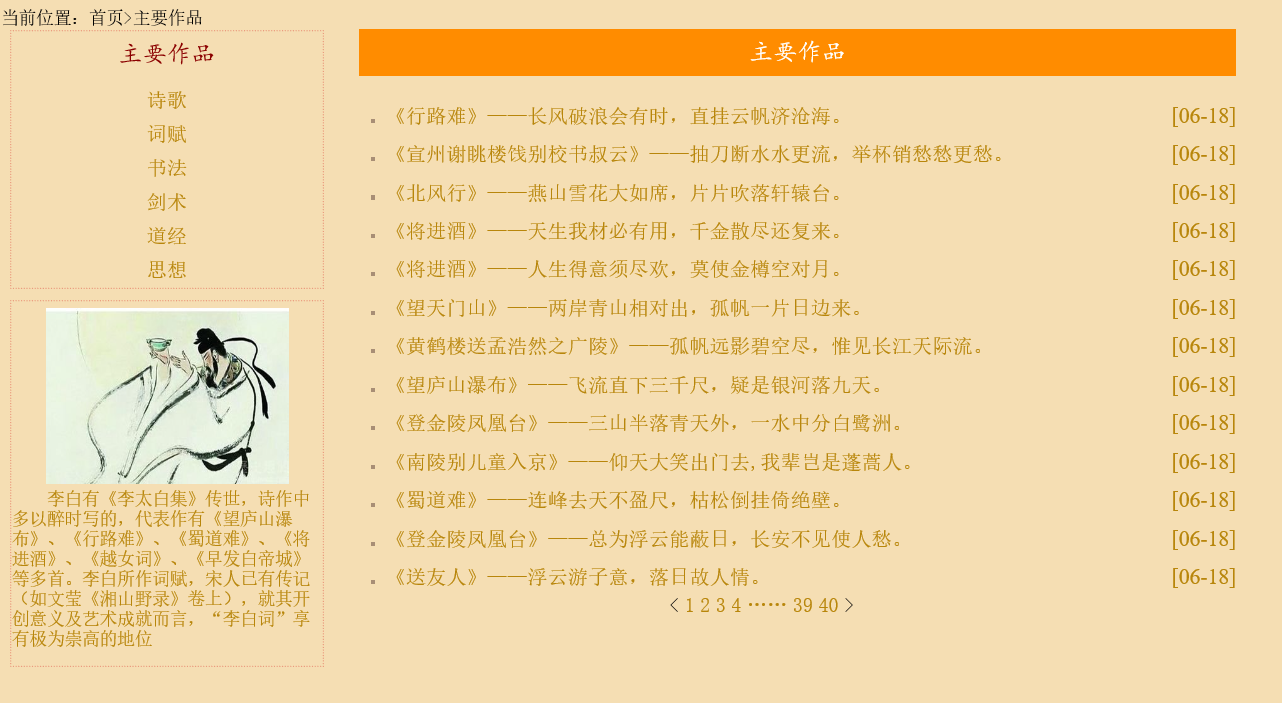 当前位置：首页>主要作品
主要作品
诗歌
词赋
书法
剑术
道经
思想
李白有《李太白集》传世，诗作中
多以醉时写的，代表作有《望庐山瀑
布》、《行路难》、《蜀道难》、《将
进酒》、《越女词》、《早发白帝城》
等多首。李白所作词赋，宋人已有传记
（如文莹《湘山野录》卷上），就其开
创意义及艺术成就而言，“李白词”享
有极为崇高的地位
主要作品
《行路难》——长风破浪会有时，直挂云帆济沧海。 [06-18]
《宣州谢眺楼饯别校书叔云》——抽刀断水水更流，举杯销愁愁更愁。 [06-18]
《北风行》——燕山雪花大如席，片片吹落轩辕台。 [06-18]
《将进酒》——天生我材必有用，千金散尽还复来。 [06-18]
《将进酒》——人生得意须尽欢，莫使金樽空对月。 [06-18]
《望天门山》——两岸青山相对出，孤帆一片日边来。 [06-18]
《黄鹤楼送孟浩然之广陵》——孤帆远影碧空尽，惟见长江天际流。 [06-18]
《望庐山瀑布》——飞流直下三千尺，疑是银河落九天。 [06-18]
《登金陵凤凰台》——三山半落青天外，一水中分白鹭洲。 [06-18]
《南陵别儿童入京》——仰天大笑出门去,我辈岂是蓬蒿人。 [06-18]
《蜀道难》——连峰去天不盈尺，枯松倒挂倚绝壁。 [06-18]
《登金陵凤凰台》——总为浮云能蔽日，长安不见使人愁。 [06-18]
《送友人》——浮云游子意，落日故人情。 [06-18]
< 1 2 3 4 …… 39 40 >